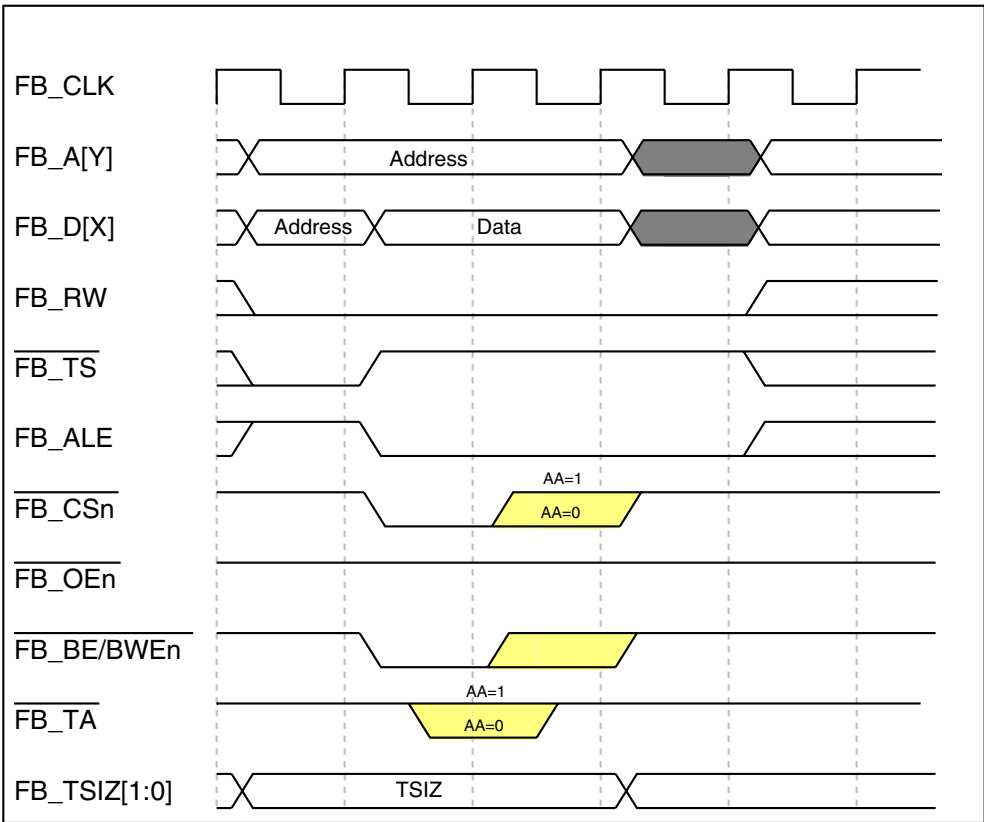 FB_CLK
FB_A[Y]
Address
FB_D[X]
Address
Data
FB_RW
FB_TS
FB_ALE
AA=1
FB_CSn
AA=0
FB_OEn
FB_BE/BWEn
AA=1
FB_TA
AA=0
FB_TSIZ[1:0]
TSIZ